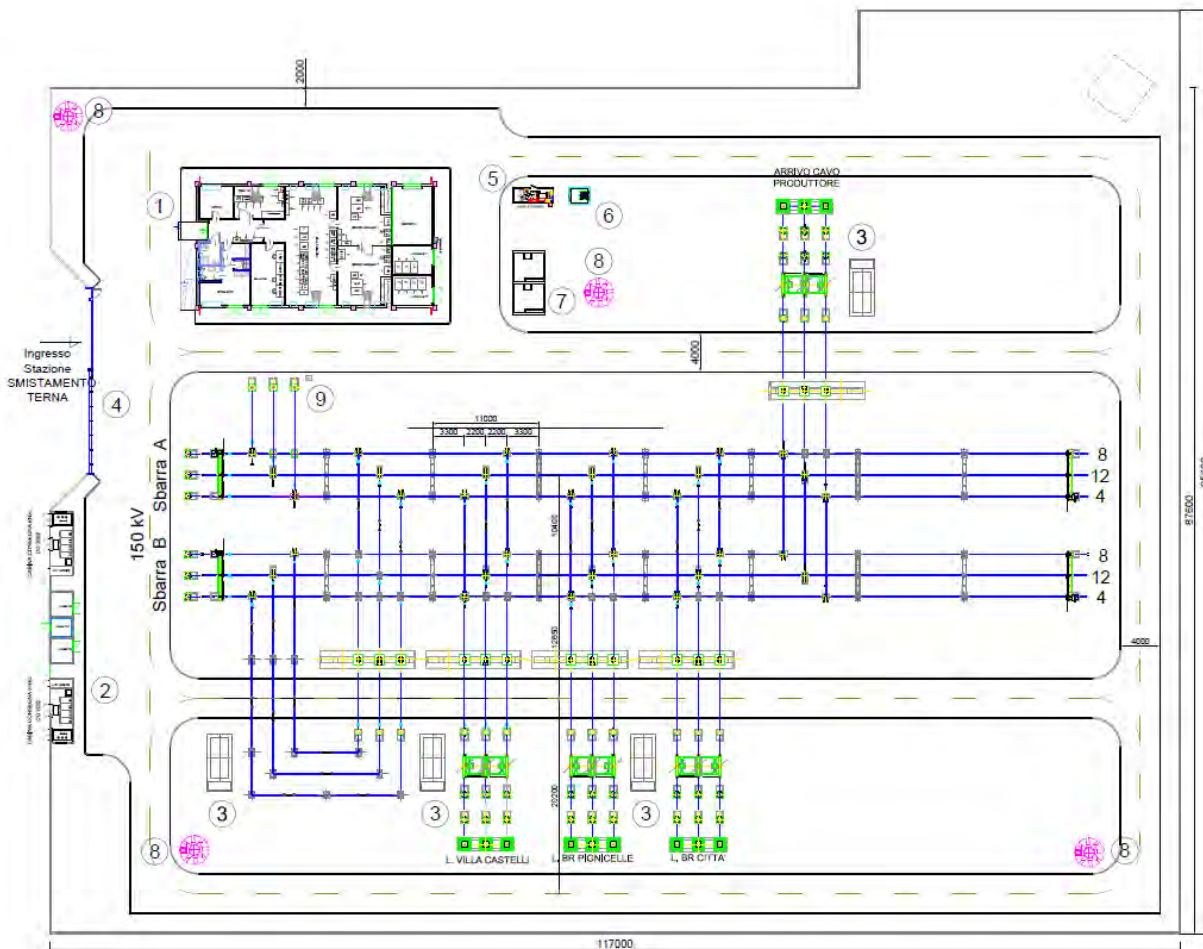 2000
8
1
5
6
ARRIVO CAVO
PRODUTTORE
3
8
7
4000
Ingresso
Stazione
SMISTAMENTO
TERNA
4
9
11000
3300 2200 2200 3300
Sbarra A
8
12
4
150 kV
10400
Sbarra B
8
12
4
87600
12650
4000
2
3
3
3
20200
8
L. VILLA CASTELLI
L. BR PIGNICELLE
L. BR CITTA'
8
117000